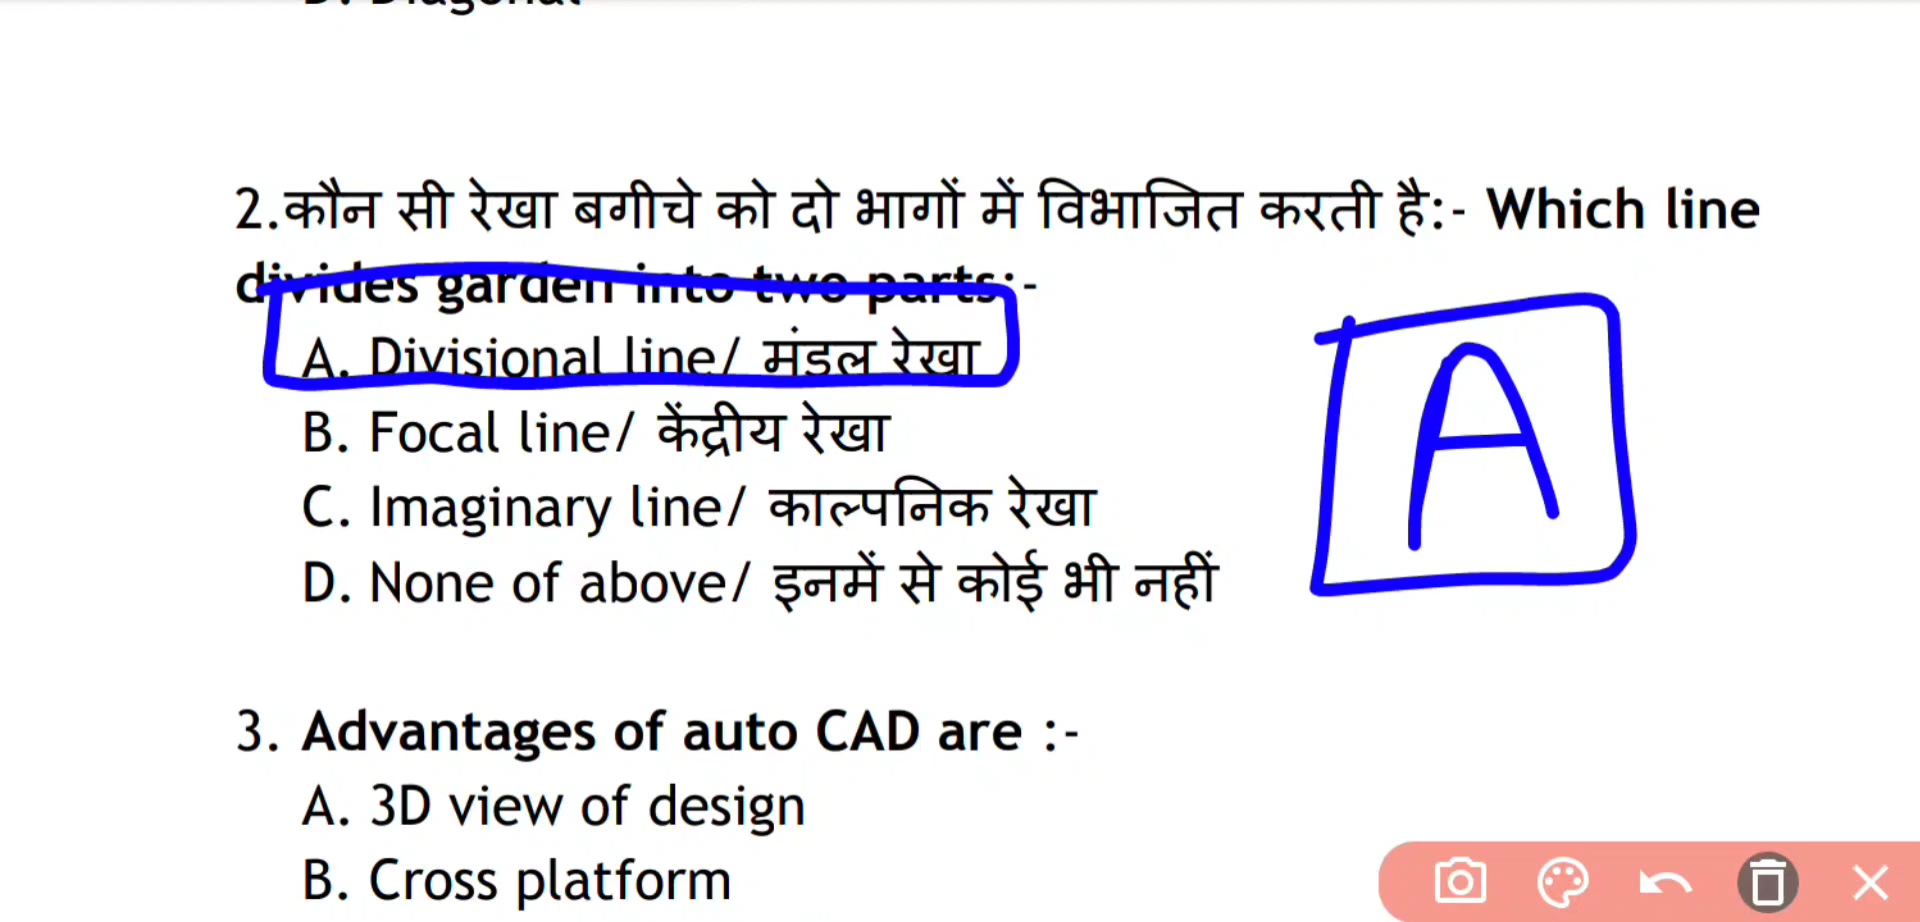 2.कौन सी रेखा बगीचे को दो भागों में विभाजित करती है:- Which line
divides garden into two parts:-
A. Divisional line/ मंडल रेखा
B. Focal line/ केंद्रीय रेखा
C. Imaginary line/ काल्पनिक रेखा
D. None of above/ इनमें से कोई भी नहीं
A
3. Advantages of auto CAD are :-
A. 3D view of design
B. Cross platform